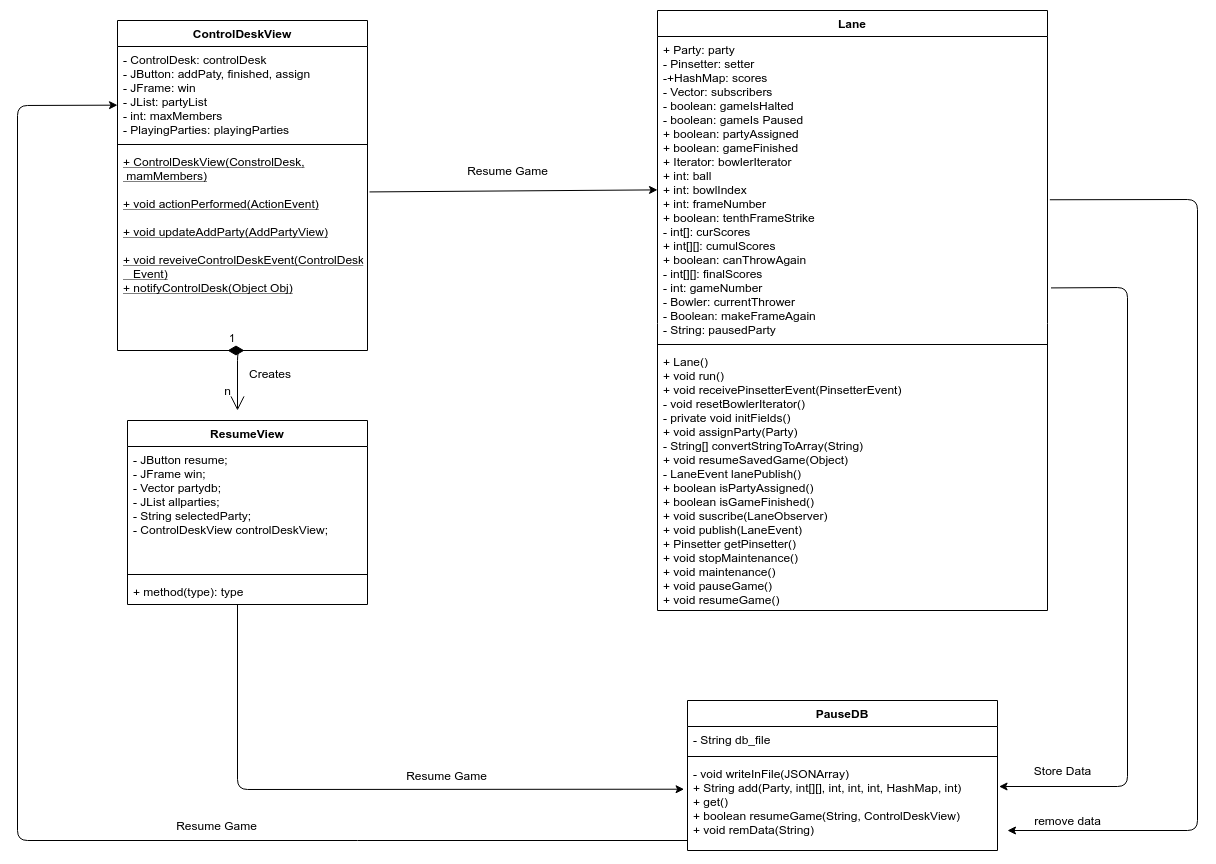 ControlDeskView
- ControlDesk: controlDesk
- JButton: addPaty, finished, assign
- JFrame: win
- JList: partyList
- int: maxMembers
- PlayingParties: playingParties
+ ControlDeskView(ConstrolDesk,
mamMembers)
+ void actionPerformed(ActionEvent)
+ void updateAddParty(AddPartyView)
+ void reveiveControlDeskEvent(ControlDesk
Event)
+ notifyControlDesk(Object Obj)
1
Creates
n
ResumeView
- JButton resume;
- JFrame win;
- Vector partydb;
- JList allparties;
- String selectedParty;
- ControlDeskView controlDeskView;
+ method(type): type
Resume Game
Lane
+ Party: party
- Pinsetter: setter
-+HashMap: scores
- Vector: subscribers
- boolean: gameIsHalted
- boolean: gameIs Paused
+ boolean: partyAssigned
+ boolean: gameFinished
+ Iterator: bowlerIterator
+ int: ball
+ int: bowlIndex
+ int: frameNumber
+ boolean: tenthFrameStrike
- int[]: curScores
+ int[][]: cumulScores
+ boolean: canThrowAgain
- int[][]: finalScores
- int: gameNumber
- Bowler: currentThrower
- Boolean: makeFrameAgain
- String: pausedParty
+ Lane()
+ void run()
+ void receivePinsetterEvent(PinsetterEvent)
- void resetBowlerIterator()
- private void initFields()
+ void assignParty(Party)
- String[] convertStringToArray(String)
+ void resumeSavedGame(Object)
- LaneEvent lanePublish()
+ boolean isPartyAssigned()
+ boolean isGameFinished()
+ void suscribe(LaneObserver)
+ void publish(LaneEvent)
+ Pinsetter getPinsetter()
+ void stopMaintenance()
+ void maintenance()
+ void pauseGame()
+ void resumeGame()
PauseDB
- String db_file
- void writeInFile(JSONArray)
+ String add(Party, int[][], int, int, int, HashMap, int)
+ get()
+ boolean resumeGame(String, ControlDeskView)
+ void remData(String)
Store Data
remove data
Resume Game
Resume Game